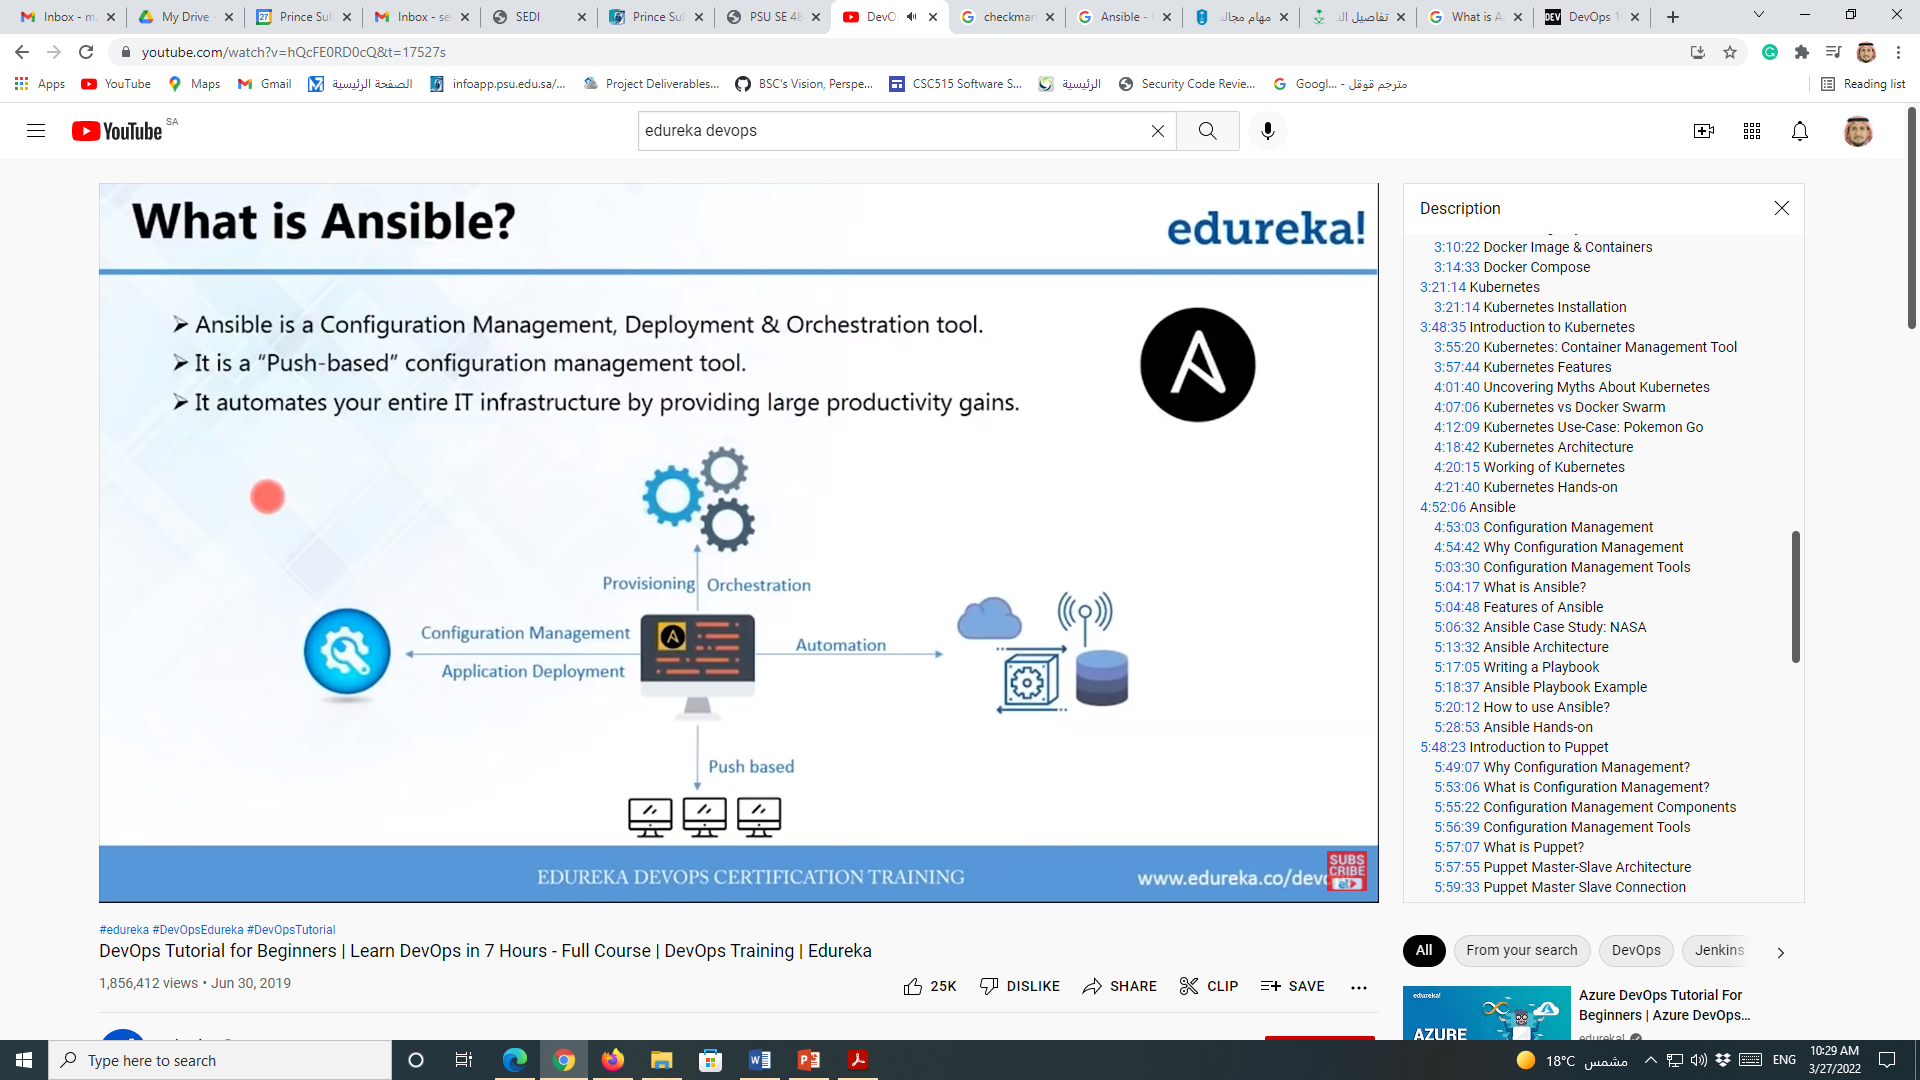 Inbox - ma
My Drive -
Prince Sul
Inbox - se
SEDI
Prince Sul
PSU SE 48
DevO
checkmar
Ansible -
مهام مجالد
تفاصيل الا
What is A
DevOps 1
youtube.com/watch?v=hQcFE0RD0cQ&t=17527s
Apps
YouTube
Maps
Gmail
الصفحة الرئيسية
infoapp.psu.edu.sa/...
Project Deliverables...
BSC's Vision, Perspe...
CSC515 Software S...
الرئيسية
Security Code Revie...
مترجم قوقل - Googl...
Reading list
YouTube SA
edureka devops
What is Ansible?
edureka!
➢ Ansible is a Configuration Management, Deployment & Orchestration tool.
➢ It is a “Push-based” configuration management tool.
➢ It automates your entire IT infrastructure by providing large productivity gains.
Provisioning
Orchestration
Configuration Management
Application Deployment
Automation
Push based
EDUREKA DEVOPS CERTIFICATION TRAINING
www.edureka.co/devo
SUBS
CRIBE
Description
3:10:22 Docker Image & Containers
3:14:33 Docker Compose
3:21:14 Kubernetes
3:21:14 Kubernetes Installation
3:48:35 Introduction to Kubernetes
3:55:20 Kubernetes: Container Management Tool
3:57:44 Kubernetes Features
4:01:40 Uncovering Myths About Kubernetes
4:07:06 Kubernetes vs Docker Swarm
4:12:09 Kubernetes Use-Case: Pokemon Go
4:18:42 Kubernetes Architecture
4:20:15 Working of Kubernetes
4:21:40 Kubernetes Hands-on
4:52:06 Ansible
4:53:03 Configuration Management
4:54:42 Why Configuration Management
5:03:30 Configuration Management Tools
5:04:17 What is Ansible?
5:04:48 Features of Ansible
5:06:32 Ansible Case Study: NASA
5:13:32 Ansible Architecture
5:17:05 Writing a Playbook
5:18:37 Ansible Playbook Example
5:20:12 How to use Ansible?
5:28:53 Ansible Hands-on
5:48:23 Introduction to Puppet
5:49:07 Why Configuration Management?
5:53:06 What is Configuration Management?
5:55:22 Configuration Management Components
5:56:39 Configuration Management Tools
5:57:07 What is Puppet?
5:57:55 Puppet Master-Slave Architecture
5:59:33 Puppet Master Slave Connection
#edureka #DevOpsEdureka #DevOpsTutorial
DevOps Tutorial for Beginners | Learn DevOps in 7 Hours - Full Course | DevOps Training | Edureka
1,856,412 views • Jun 30, 2019
25K
DISLIKE
SHARE
CLIP
SAVE
All
From your search
DevOps
Jenkins
edureka!
AZURE
Azure DevOps Tutorial For
Beginners | Azure DevOps...
edureka!
Type here to search
18°C مشمس
ENG
10:29 AM
3/27/2022